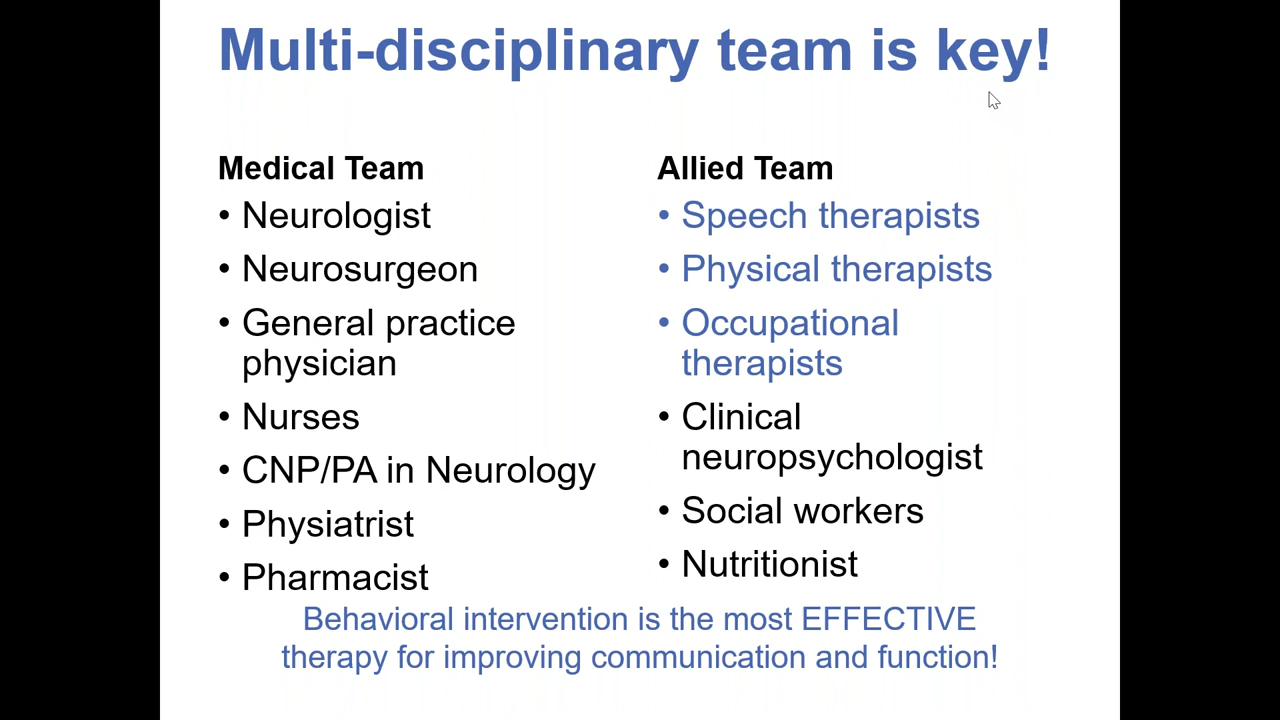 Multi-disciplinary team is key!
Medical Team
• Neurologist
• Neurosurgeon
• General practice
physician
• Nurses
• CNP/PA in Neurology
• Physiatrist
• Pharmacist
Allied Team
• Speech therapists
• Physical therapists
• Occupational
therapists
• Clinical
neuropsychologist
• Social workers
• Nutritionist
Behavioral intervention is the most EFFECTIVE
therapy for improving communication and function!